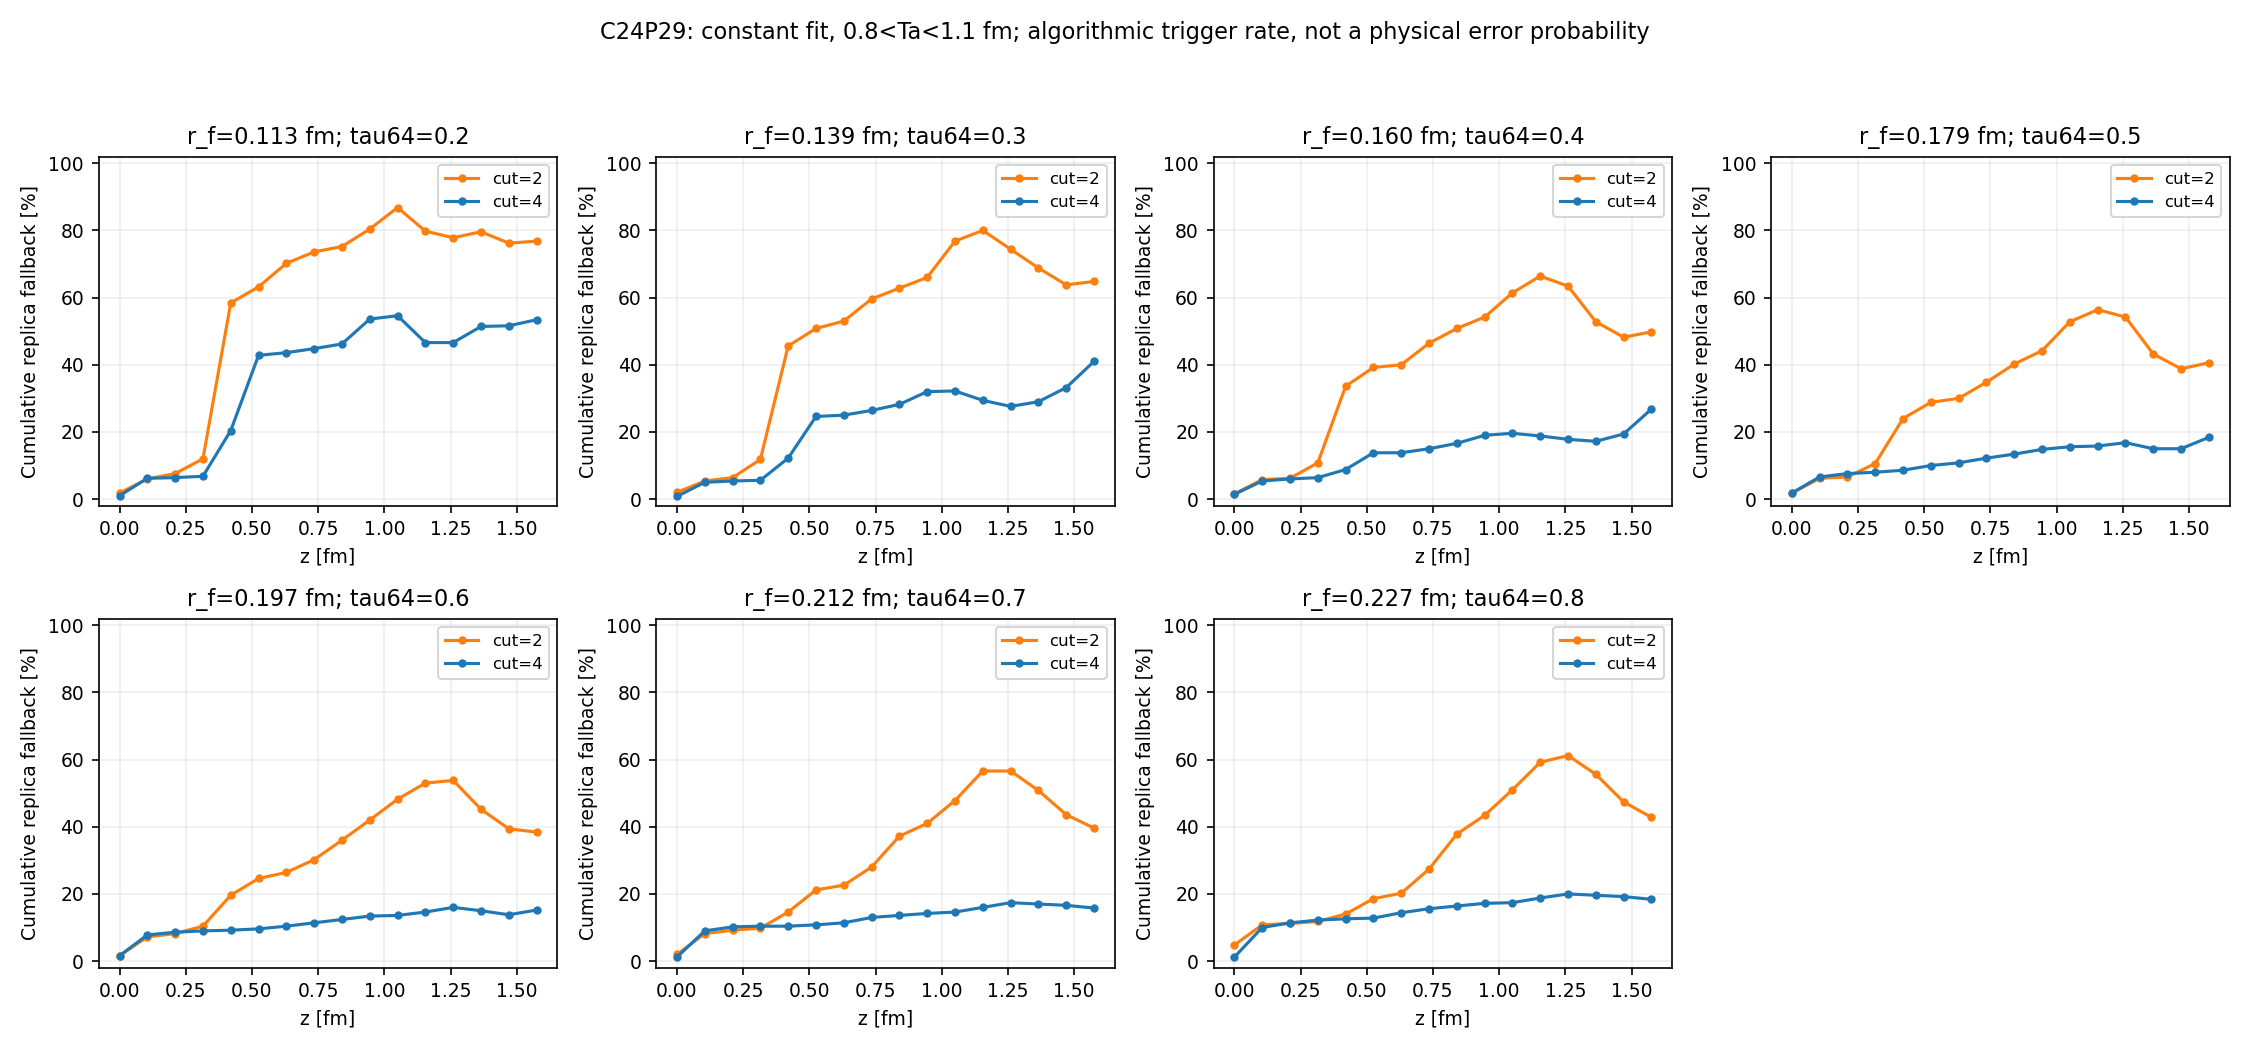 C24P29: constant fit, 0.8<Ta<1.1 fm; algorithmic trigger rate, not a physical error probability
r_f=0.113 fm; tau64=0.2
100
80
60
40
20
0
Cumulative replica fallback [%]
cut=2
cut=4
0.00 0.25 0.50 0.75 1.00 1.25 1.50
z [fm]
r_f=0.139 fm; tau64=0.3
100
80
60
40
20
0
Cumulative replica fallback [%]
cut=2
cut=4
0.00 0.25 0.50 0.75 1.00 1.25 1.50
z [fm]
r_f=0.160 fm; tau64=0.4
100
80
60
40
20
0
Cumulative replica fallback [%]
cut=2
cut=4
0.00 0.25 0.50 0.75 1.00 1.25 1.50
z [fm]
r_f=0.179 fm; tau64=0.5
100
80
60
40
20
0
Cumulative replica fallback [%]
cut=2
cut=4
0.00 0.25 0.50 0.75 1.00 1.25 1.50
z [fm]
r_f=0.197 fm; tau64=0.6
100
80
60
40
20
0
Cumulative replica fallback [%]
cut=2
cut=4
0.00 0.25 0.50 0.75 1.00 1.25 1.50
z [fm]
r_f=0.212 fm; tau64=0.7
100
80
60
40
20
0
Cumulative replica fallback [%]
cut=2
cut=4
0.00 0.25 0.50 0.75 1.00 1.25 1.50
z [fm]
r_f=0.227 fm; tau64=0.8
100
80
60
40
20
0
Cumulative replica fallback [%]
cut=2
cut=4
0.00 0.25 0.50 0.75 1.00 1.25 1.50
z [fm]